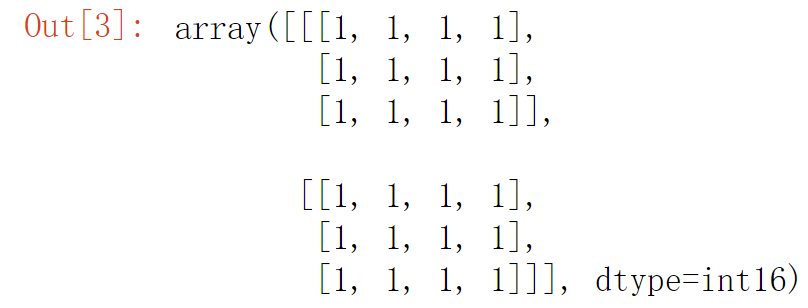 Out[3]: array([[[1, 1, 1, 1],
[1, 1, 1, 1],
[1, 1, 1, 1]],
[[1, 1, 1, 1],
[1, 1, 1, 1],
[1, 1, 1, 1]]], dtype=int16)